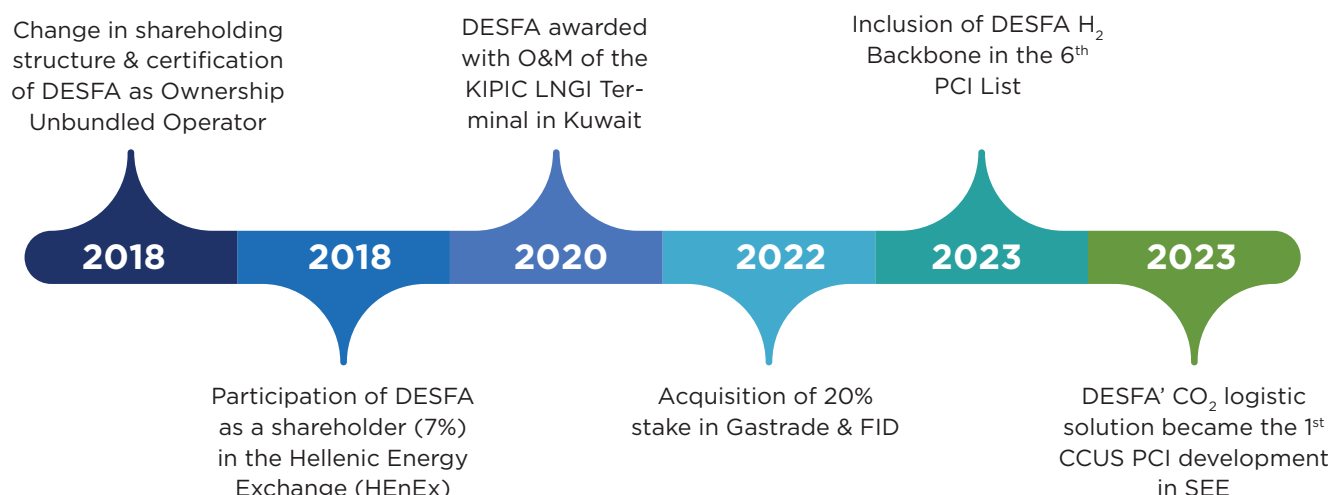 Change in shareholding
structure & certification
of DESFA as Ownership
Unbundled Operator
DESFA awarded
with O&M of the
KIPIC LNGI Ter-
minal in Kuwait
Inclusion of DESFA H₂
Backbone in the 6th
PCI List
2018
2018
2020
2022
2023
2023
Participation of DESFA
as a shareholder (7%)
in the Hellenic Energy
Exchange (HEnEx)
Acquisition of 20%
stake in Gastrade & FID
DESFA' CO₂ logistic
solution became the 1st
CCUS PCI development
in SEE